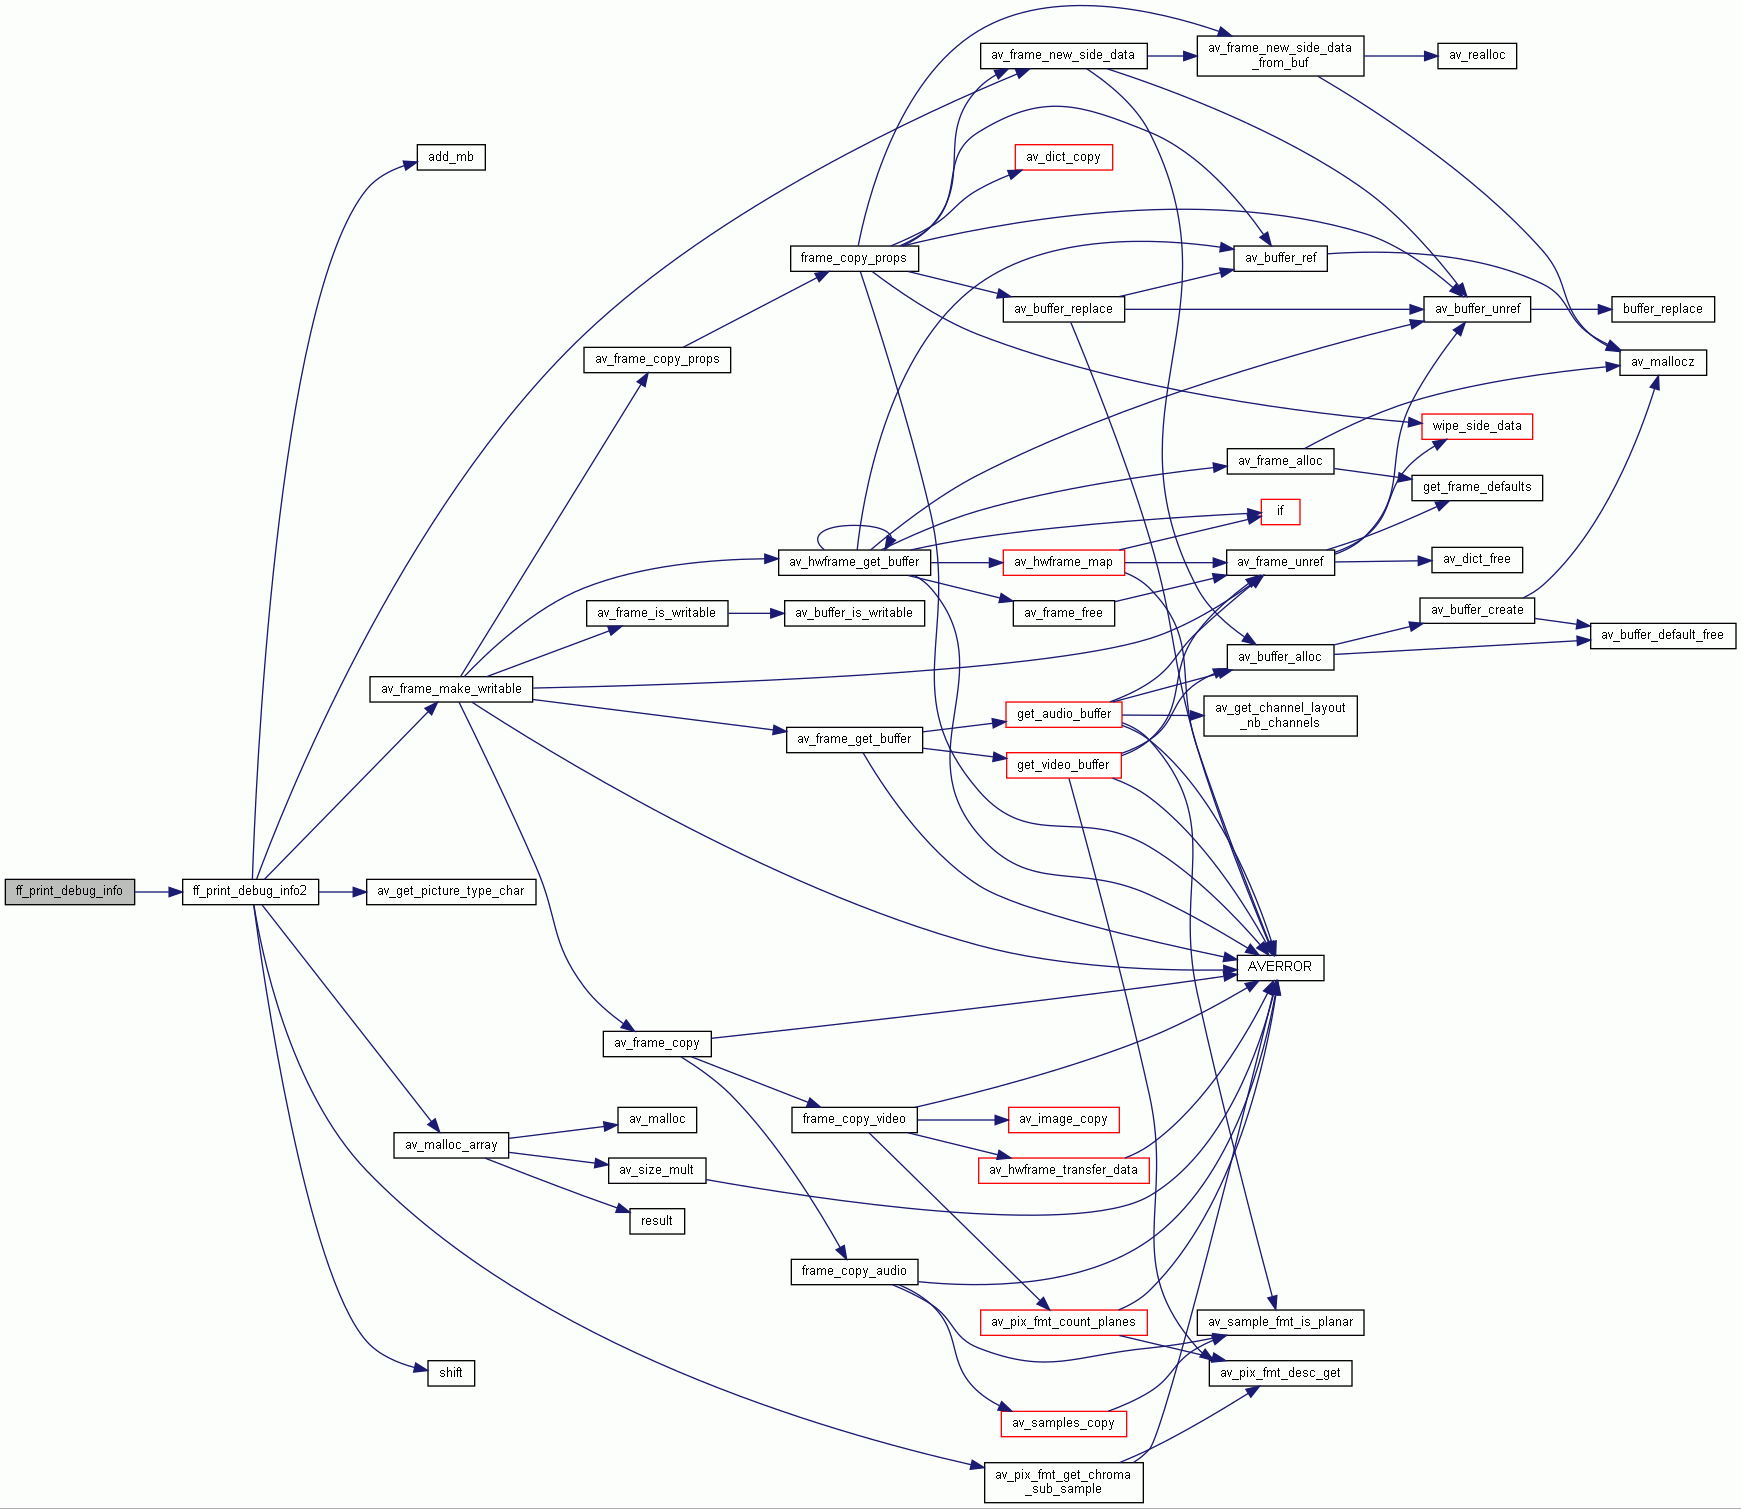 av_frame_new_side_data
av_frame_new_side_data
_from_buf
av_realloc
add_mb
av_dict_copy
frame_copy_props
av_buffer_ref
av_buffer_replace
av_buffer_unref
buffer_replace
av_frame_copy_props
av_mallocz
wipe_side_data
av_frame_alloc
get_frame_defaults
if
av_hwframe_get_buffer
av_hwframe_map
av_frame_unref
av_dict_free
av_frame_is_writable
av_buffer_is_writable
av_frame_free
av_buffer_create
av_buffer_default_free
av_buffer_alloc
av_frame_make_writable
get_audio_buffer
av_get_channel_layout
_nb_channels
av_frame_get_buffer
get_video_buffer
ff_print_debug_info
ff_print_debug_info2
av_get_picture_type_char
AVERROR
av_frame_copy
av_malloc
frame_copy_video
av_image_copy
av_malloc_array
av_size_mult
av_hwframe_transfer_data
result
frame_copy_audio
av_pix_fmt_count_planes
av_sample_fmt_is_planar
shift
av_pix_fmt_desc_get
av_samples_copy
av_pix_fmt_get_chroma
_sub_sample